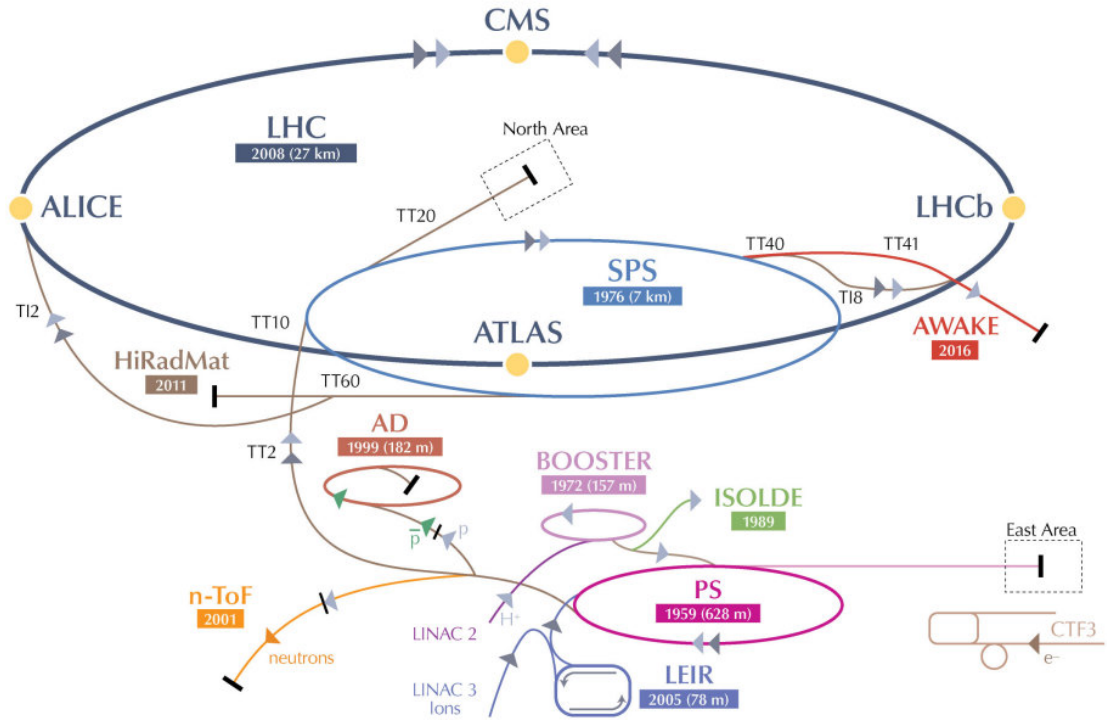 CMS
LHC
2008 (27 km)
North Area
ALICE
LHCb
TT20
TT40
TT41
SPS
1976 (7 km)
TI2
TI8
TT10
ATLAS
AWAKE
2016
HiRadMat
2011
TT60
AD
1999 (182 m)
TT2
BOOSTER
1972 (157 m)
ISOLDE
1989
p
p̅
East Area
n-ToF
2001
PS
1959 (628 m)
H⁺
LINAC 2
neutrons
CTF3
e⁻
LEIR
2005 (78 m)
LINAC 3
Ions